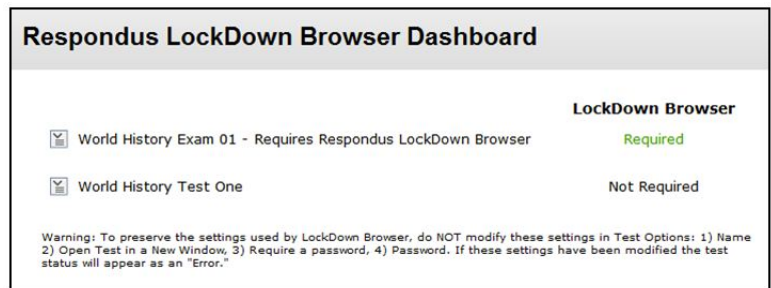 Respondus LockDown Browser Dashboard
LockDown Browser
World History Exam 01 - Requires Respondus LockDown Browser Required
World History Test One Not Required
Warning: To preserve the settings used by LockDown Browser, do NOT modify these settings in Test Options: 1) Name
2) Open Test in a New Window, 3) Require a password, 4) Password. If these settings have been modified the test
status will appear as an "Error."